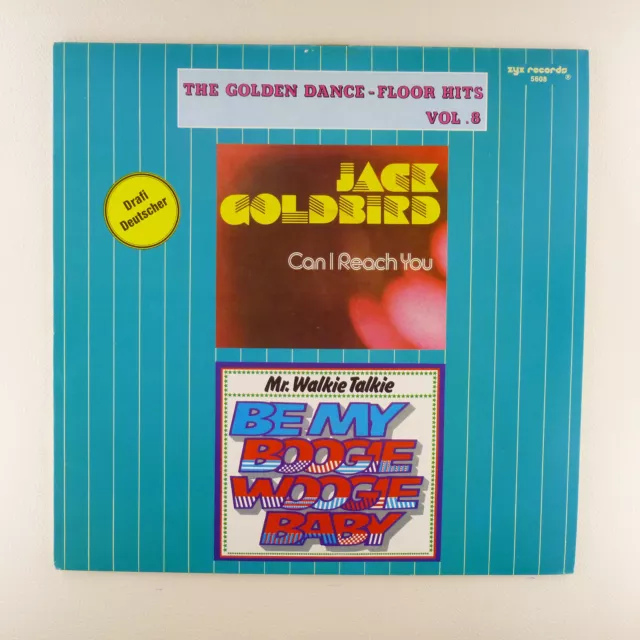 zyx records
5608
THE GOLDEN DANCE-FLOOR HITS
VOL.8
Drafi
Deutscher
JACK
GOLDBIRD
Can I Reach You
Mr. Walkie Talkie
BE MY
BOOGIE
WOOGIE
BABY